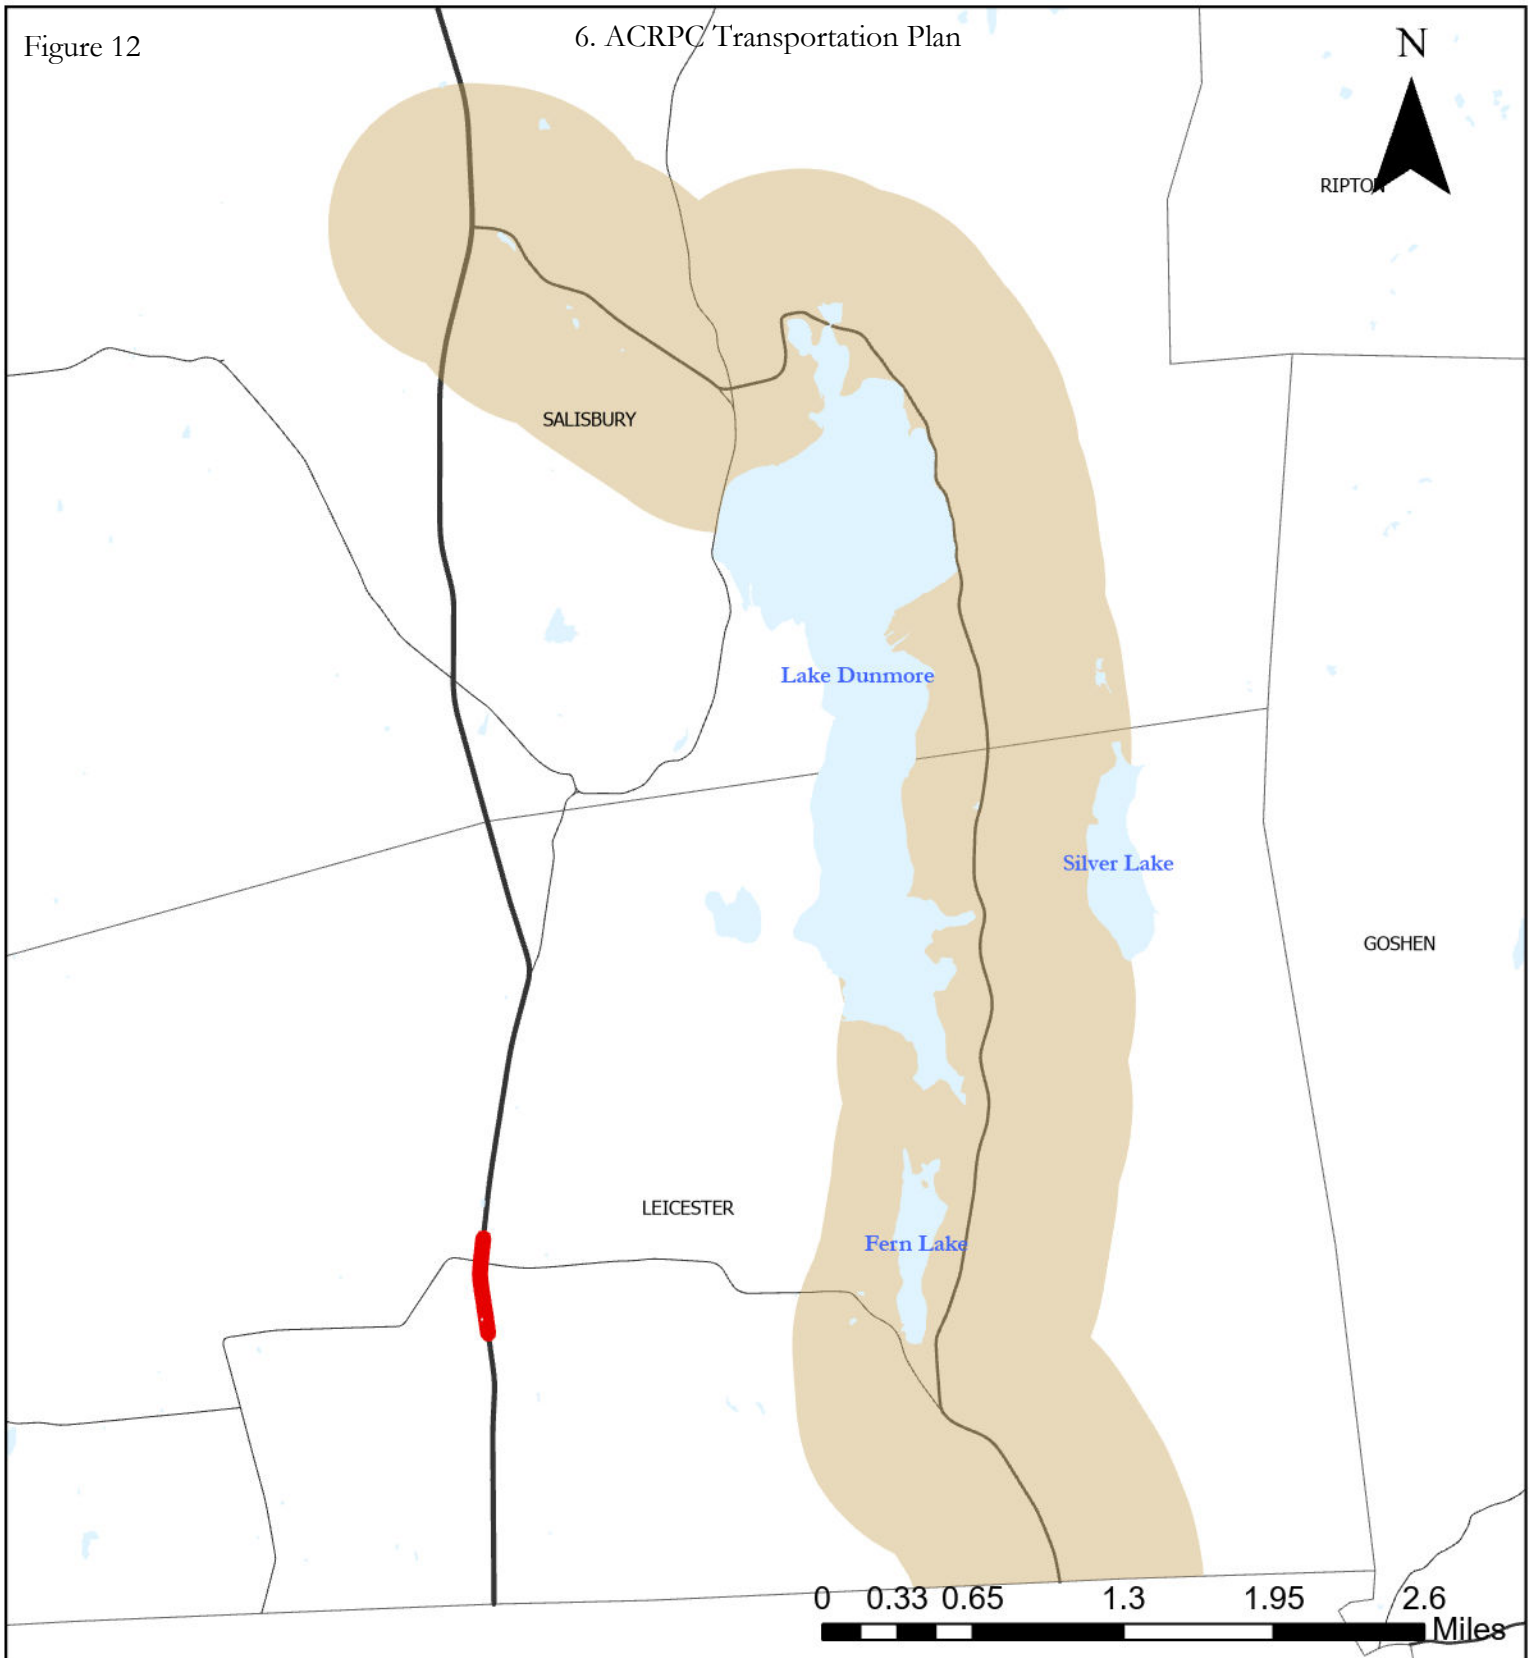 Figure 12
6. ACRPC Transportation Plan
N
RIPTON
SALISBURY
Lake Dunmore
Silver Lake
GOSHEN
LEICESTER
Fern Lake
0 0.33 0.65 1.3 1.95 2.6
Miles